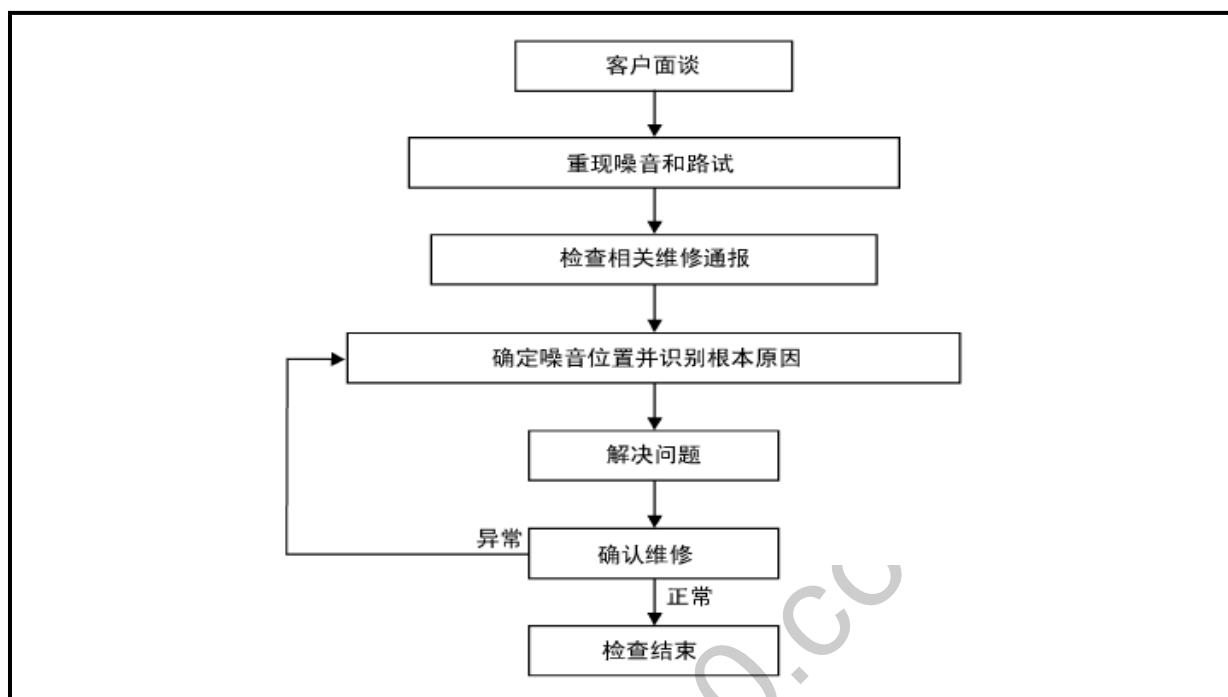 客户面谈
重现噪音和路试
检查相关维修通报
确定噪音位置并识别根本原因
解决问题
异常
确认维修
正常
检查结束